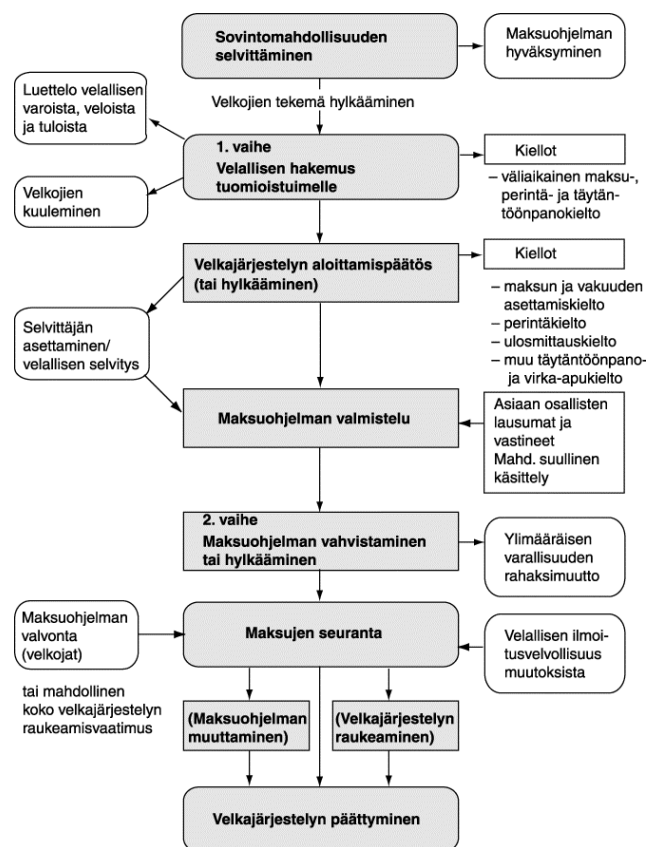 Sovintomahdollisuuden
selvittäminen
Maksuohjelman
hyväksyminen
Velkojien tekemä hylkääminen
Luettelo velallisen
varoista, veloista
ja tuloista
1. vaihe
Velallisen hakemus
tuomioistuimelle
Kiellot
– väliaikainen maksu-,
perintä- ja täytän-
töönpanokielto
Velkojien
kuuleminen
Velkajärjestelyn aloittamispäätös
(tai hylkääminen)
Kiellot
– maksun ja vakuuden
asettamiskielto
– perintäkielto
– ulosmittauskielto
– muu täytäntöönpano-
ja virka-apukielto
Selvittäjän
asettaminen/
velallisen selvitys
Maksuohjelman valmistelu
Asiaan osallisten
lausumat ja
vastineet
Mahd. suullinen
käsittely
2. vaihe
Maksuohjelman vahvistaminen
tai hylkääminen
Ylimääräisen
varallisuuden
rahaksimuutto
Maksuohjelman
valvonta
(velkojat)
tai mahdollinen
koko velkajärjestelyn
raukeamisvaatimus
Maksujen seuranta
Velallisen ilmoi-
tusvelvollisuus
muutoksista
(Maksuohjelman
muuttaminen)
(Velkajärjestelyn
raukeaminen)
Velkajärjestelyn päättyminen